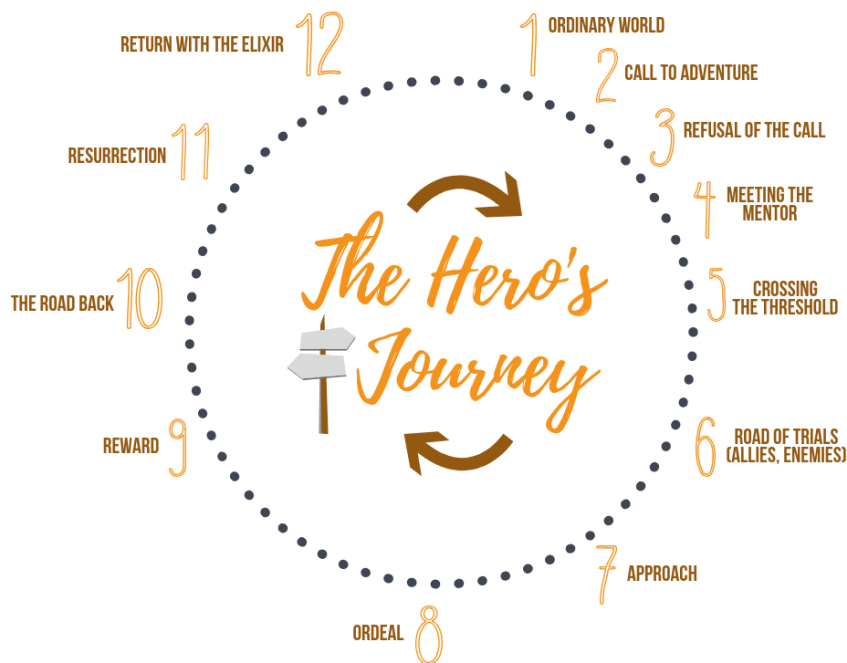 1 ORDINARY WORLD
2 CALL TO ADVENTURE
3 REFUSAL OF THE CALL
4 MEETING THE
MENTOR
5 CROSSING
THE THRESHOLD
6 ROAD OF TRIALS
(ALLIES, ENEMIES)
7 APPROACH
ORDEAL 8
REWARD 9
THE ROAD BACK 10
RESURRECTION 11
RETURN WITH THE ELIXIR 12
The Hero's
Journey